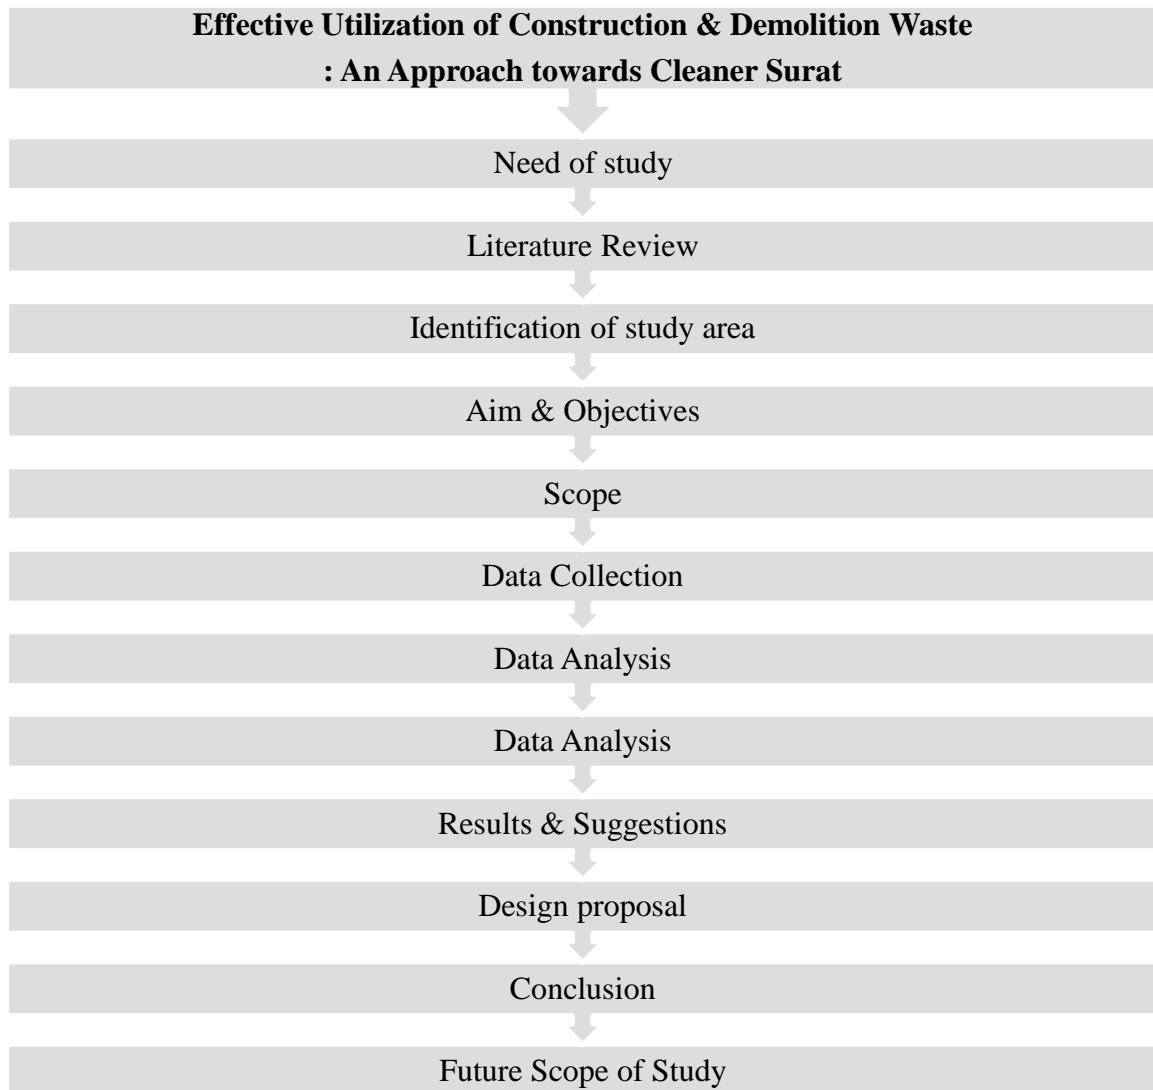 Effective Utilization of Construction & Demolition Waste
: An Approach towards Cleaner Surat
Need of study
Literature Review
Identification of study area
Aim & Objectives
Scope
Data Collection
Data Analysis
Data Analysis
Results & Suggestions
Design proposal
Conclusion
Future Scope of Study